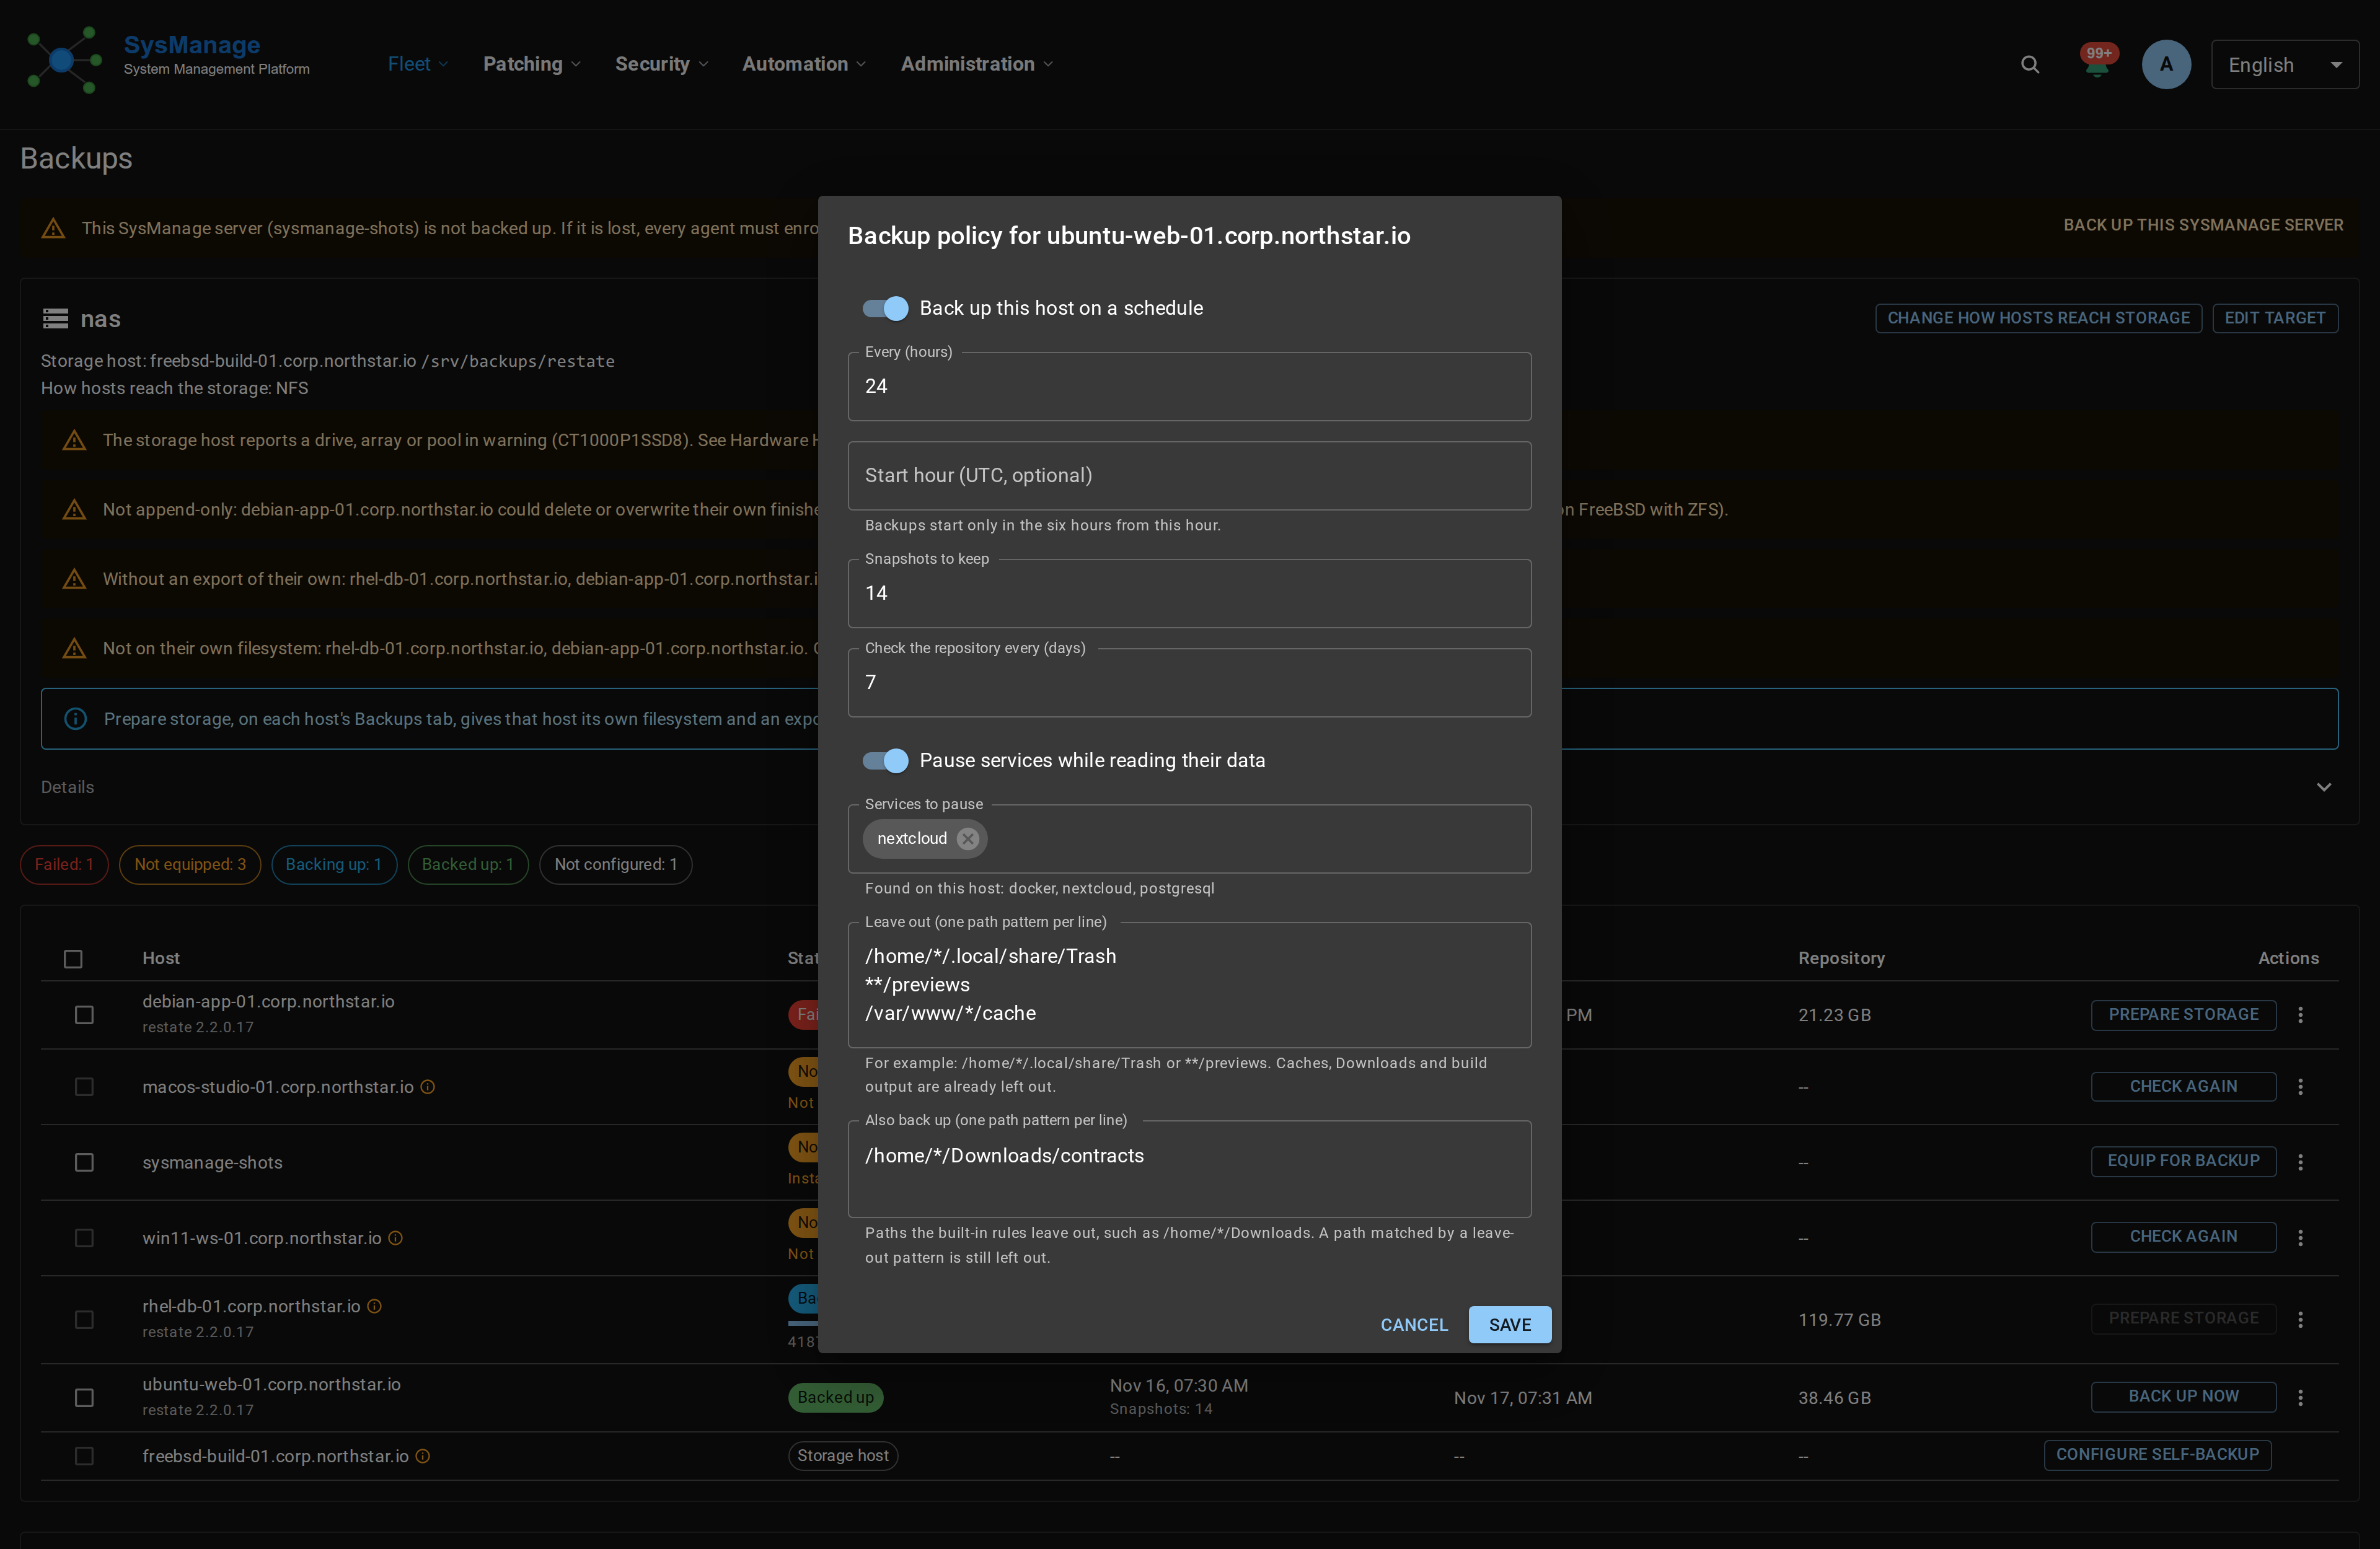 SysManage
System Management Platform
Fleet
Patching
Security
Automation
Administration
99+
A
English
Backups
This SysManage server (sysmanage-shots) is not backed up. If it is lost, every agent must
BACK UP THIS SYSMANAGE SERVER
nas
CHANGE HOW HOSTS REACH STORAGE
EDIT TARGET
Storage host: freebsd-build-01.corp.northstar.io /srv/backups/restate
How hosts reach the storage: NFS
The storage host reports a drive, array or pool in warning (CT1000P1SSD8). See Hardware
Not append-only: debian-app-01.corp.northstar.io could delete or overwrite their own
on FreeBSD with ZFS).
Without an export of their own: rhel-db-01.corp.northstar.io, debian-app-01.corp.northstar.i
Not on their own filesystem: rhel-db-01.corp.northstar.io, debian-app-01.corp.northstar.io.
Prepare storage, on each host's Backups tab, gives that host its own filesystem and an
Details
Failed: 1
Not equipped: 3
Backing up: 1
Backed up: 1
Not configured: 1
Host
Repository
Actions
debian-app-01.corp.northstar.io
restate 2.2.0.17
PM
21.23 GB
PREPARE STORAGE
macos-studio-01.corp.northstar.io
Not
--
CHECK AGAIN
sysmanage-shots
--
EQUIP FOR BACKUP
win11-ws-01.corp.northstar.io
Not
--
CHECK AGAIN
rhel-db-01.corp.northstar.io
restate 2.2.0.17
119.77 GB
PREPARE STORAGE
ubuntu-web-01.corp.northstar.io
restate 2.2.0.17
Backed up
Nov 16, 07:30 AM
Snapshots: 14
Nov 17, 07:31 AM
38.46 GB
BACK UP NOW
freebsd-build-01.corp.northstar.io
Storage host
--
--
--
CONFIGURE SELF-BACKUP
Backup policy for ubuntu-web-01.corp.northstar.io
Back up this host on a schedule
Every (hours)
24
Start hour (UTC, optional)
Backups start only in the six hours from this hour.
Snapshots to keep
14
Check the repository every (days)
7
Pause services while reading their data
Services to pause
nextcloud
Found on this host: docker, nextcloud, postgresql
Leave out (one path pattern per line)
/home/*/.local/share/Trash
**/previews
/var/www/*/cache
For example: /home/*/.local/share/Trash or **/previews. Caches, Downloads and build
output are already left out.
Also back up (one path pattern per line)
/home/*/Downloads/contracts
Paths the built-in rules leave out, such as /home/*/Downloads. A path matched by a leave-
out pattern is still left out.
CANCEL
SAVE